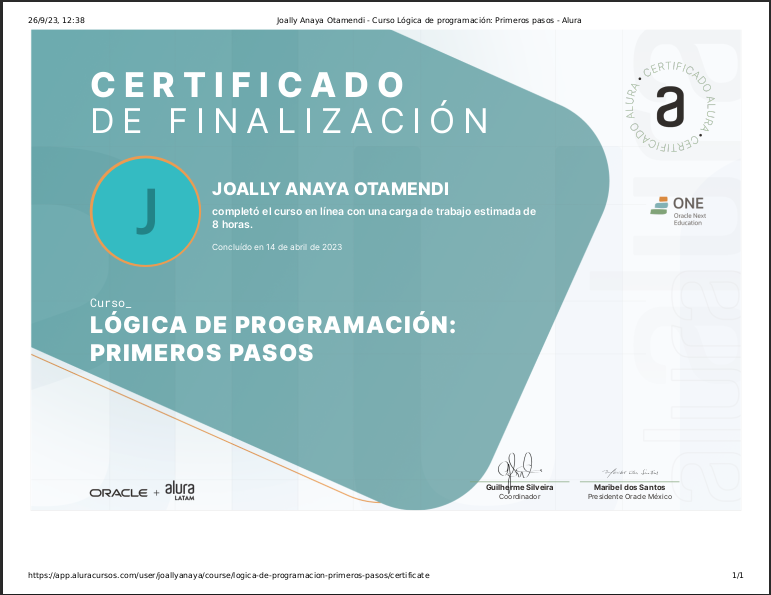 26/9/23, 12:38
Joally Anaya Otamendi - Curso Lógica de programación: Primeros pasos - Alura
CERTIFICADO
DE FINALIZACIÓN
CERTIFICADO ALURA • CERTIFICADO ALURA •
a
J
JOALLY ANAYA OTAMENDI
completó el curso en línea con una carga de trabajo estimada de
8 horas.
Concluído en 14 de abril de 2023
ONE
Oracle Next
Education
Curso_
LÓGICA DE PROGRAMACIÓN:
PRIMEROS PASOS
ORACLE + alura
LATAM
Guilherme Silveira
Coordinador
Maribel dos Santos
Presidente Oracle México
alura
https://app.aluracursos.com/user/joallyanaya/course/logica-de-programacion-primeros-pasos/certificate
1/1